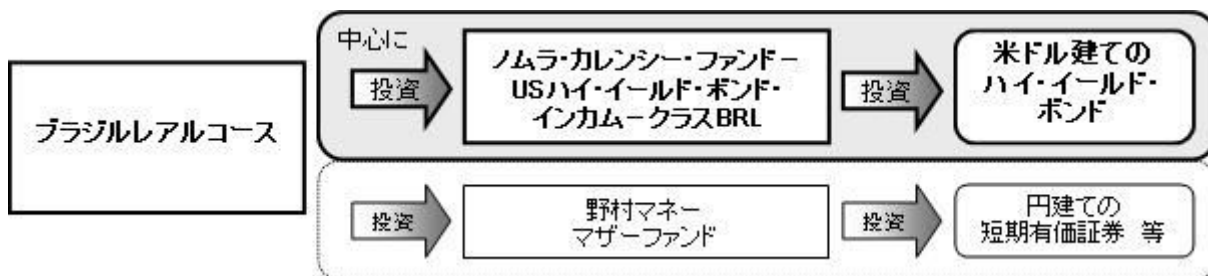 ブラジルレアルコース
中心に
投資
ノムラ・カレンシー・ファンド－
USハイ・イールド・ボンド・
インカム－クラスBRL
投資
米ドル建ての
ハイ・イールド・
ボンド
投資
野村マネー
マザーファンド
投資
円建ての
短期有価証券 等